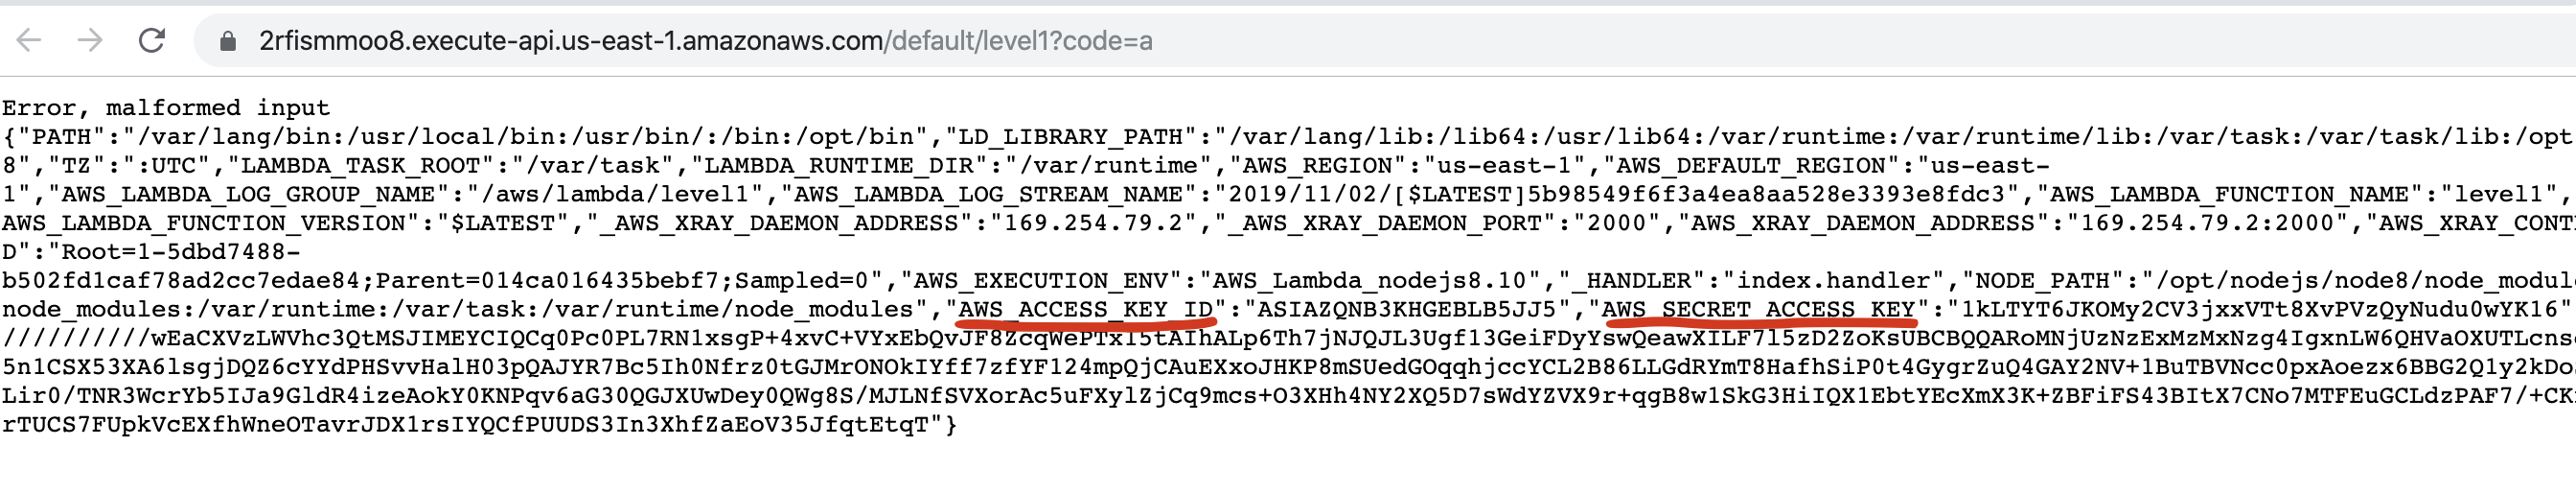 2rfismmoo8.execute-api.us-east-1.amazonaws.com/default/level1?code=a
Error, malformed input
{"PATH":"/var/lang/bin:/usr/local/bin:/usr/bin/:/bin:/opt/bin","LD_LIBRARY_PATH":"/var/lang/lib:/lib64:/usr/lib64:/var/runtime:/var/runtime/lib:/var/task:/var/task/lib:/opt
8","TZ":":UTC","LAMBDA_TASK_ROOT":"/var/task","LAMBDA_RUNTIME_DIR":"/var/runtime","AWS_REGION":"us-east-1","AWS_DEFAULT_REGION":"us-east-
1","AWS_LAMBDA_LOG_GROUP_NAME":"/aws/lambda/level1","AWS_LAMBDA_LOG_STREAM_NAME":"2019/11/02/[$LATEST]5b98549f6f3a4ea8aa528e3393e8fdc3","AWS_LAMBDA_FUNCTION_NAME":"level1",
AWS_LAMBDA_FUNCTION_VERSION":"$LATEST","_AWS_XRAY_DAEMON_ADDRESS":"169.254.79.2","_AWS_XRAY_DAEMON_PORT":"2000","AWS_XRAY_DAEMON_ADDRESS":"169.254.79.2:2000","AWS_XRAY_CONT
D":"Root=1-5dbd7488-
b502fd1caf78ad2cc7edae84;Parent=014ca016435bebf7;Sampled=0","AWS_EXECUTION_ENV":"AWS_Lambda_nodejs8.10","_HANDLER":"index.handler","NODE_PATH":"/opt/nodejs/node8/node_module
node_modules:/var/runtime:/var/task:/var/runtime/node_modules","AWS_ACCESS_KEY_ID":"ASIAZQNB3KHGEBLB5JJ5","AWS_SECRET_ACCESS_KEY":"1kLTYT6JKOMy2CV3jxxVTt8XvPVzQyNudu0wYK16"
//////////wEaCXVzLWVhc3QtMSJIMEYCIQCq0Pc0PL7RN1xsgP+4xvC+VYxEbQvJF8ZcqWePTxI5tAIhALp6Th7jNJQJL3Ugf13GeiFDyYswQeawXILF7l5zD2ZoKsUBCBQQARoMNjUzNzExMzMxNzg4IgxnLW6QHVaOXUTLcns
5n1CSX53XA6lsgjDQZ6cYYdPHSvvHalH03pQAJYR7Bc5Ih0Nfrz0tGJMrONOkIYff7zfYF124mpQjCAuEXxoJHKP8mSUedGOqqhjccYCL2B86LLGdRYmT8HafhSiP0t4GygrZuQ4GAY2NV+1BuTBVNcc0pxAoezx6BBG2Q1y2kDo
Lir0/TNR3WcrYb5IJa9GldR4izeAokY0KNPqv6aG30QGJXUwDey0QWg8S/MJLNfSVXorAc5uFXylZjCq9mcs+O3XHh4NY2XQ5D7sWdYZVX9r+qgB8w1SkG3HiIQX1EbtYEcXmX3K+ZBFiFS43BItX7CNo7MTFEuGCLdzPAF7/+CK
rTUCS7FUpkVcEXfhWneOTavrJDX1rsIYQCfPUUDS3In3XhfZaEoV35JfqtEtqT"}